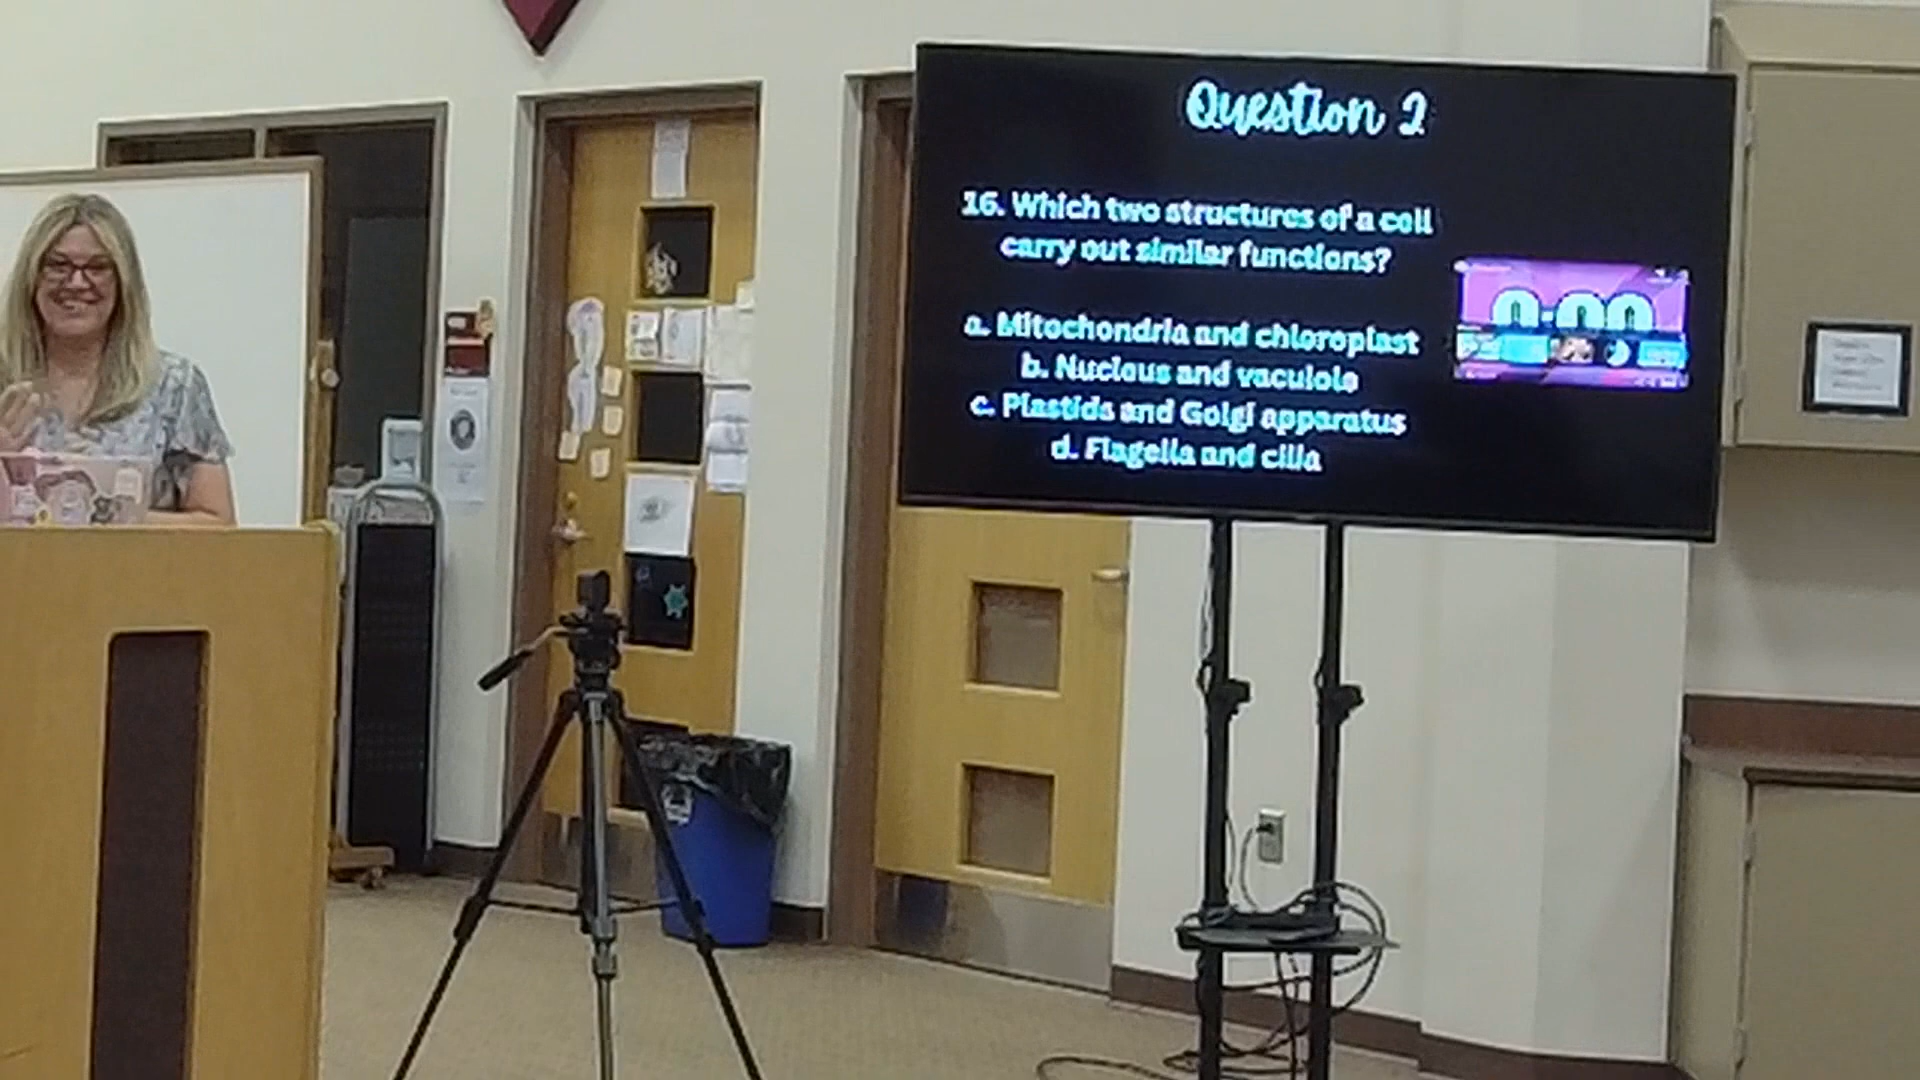 Question 2
16. Which two structures of a cell
carry out similar functions?
a. Mitochondria and chloroplast
b. Nucleus and vacuole
c. Plastids and Golgi apparatus
d. Flagella and cilia
0:00